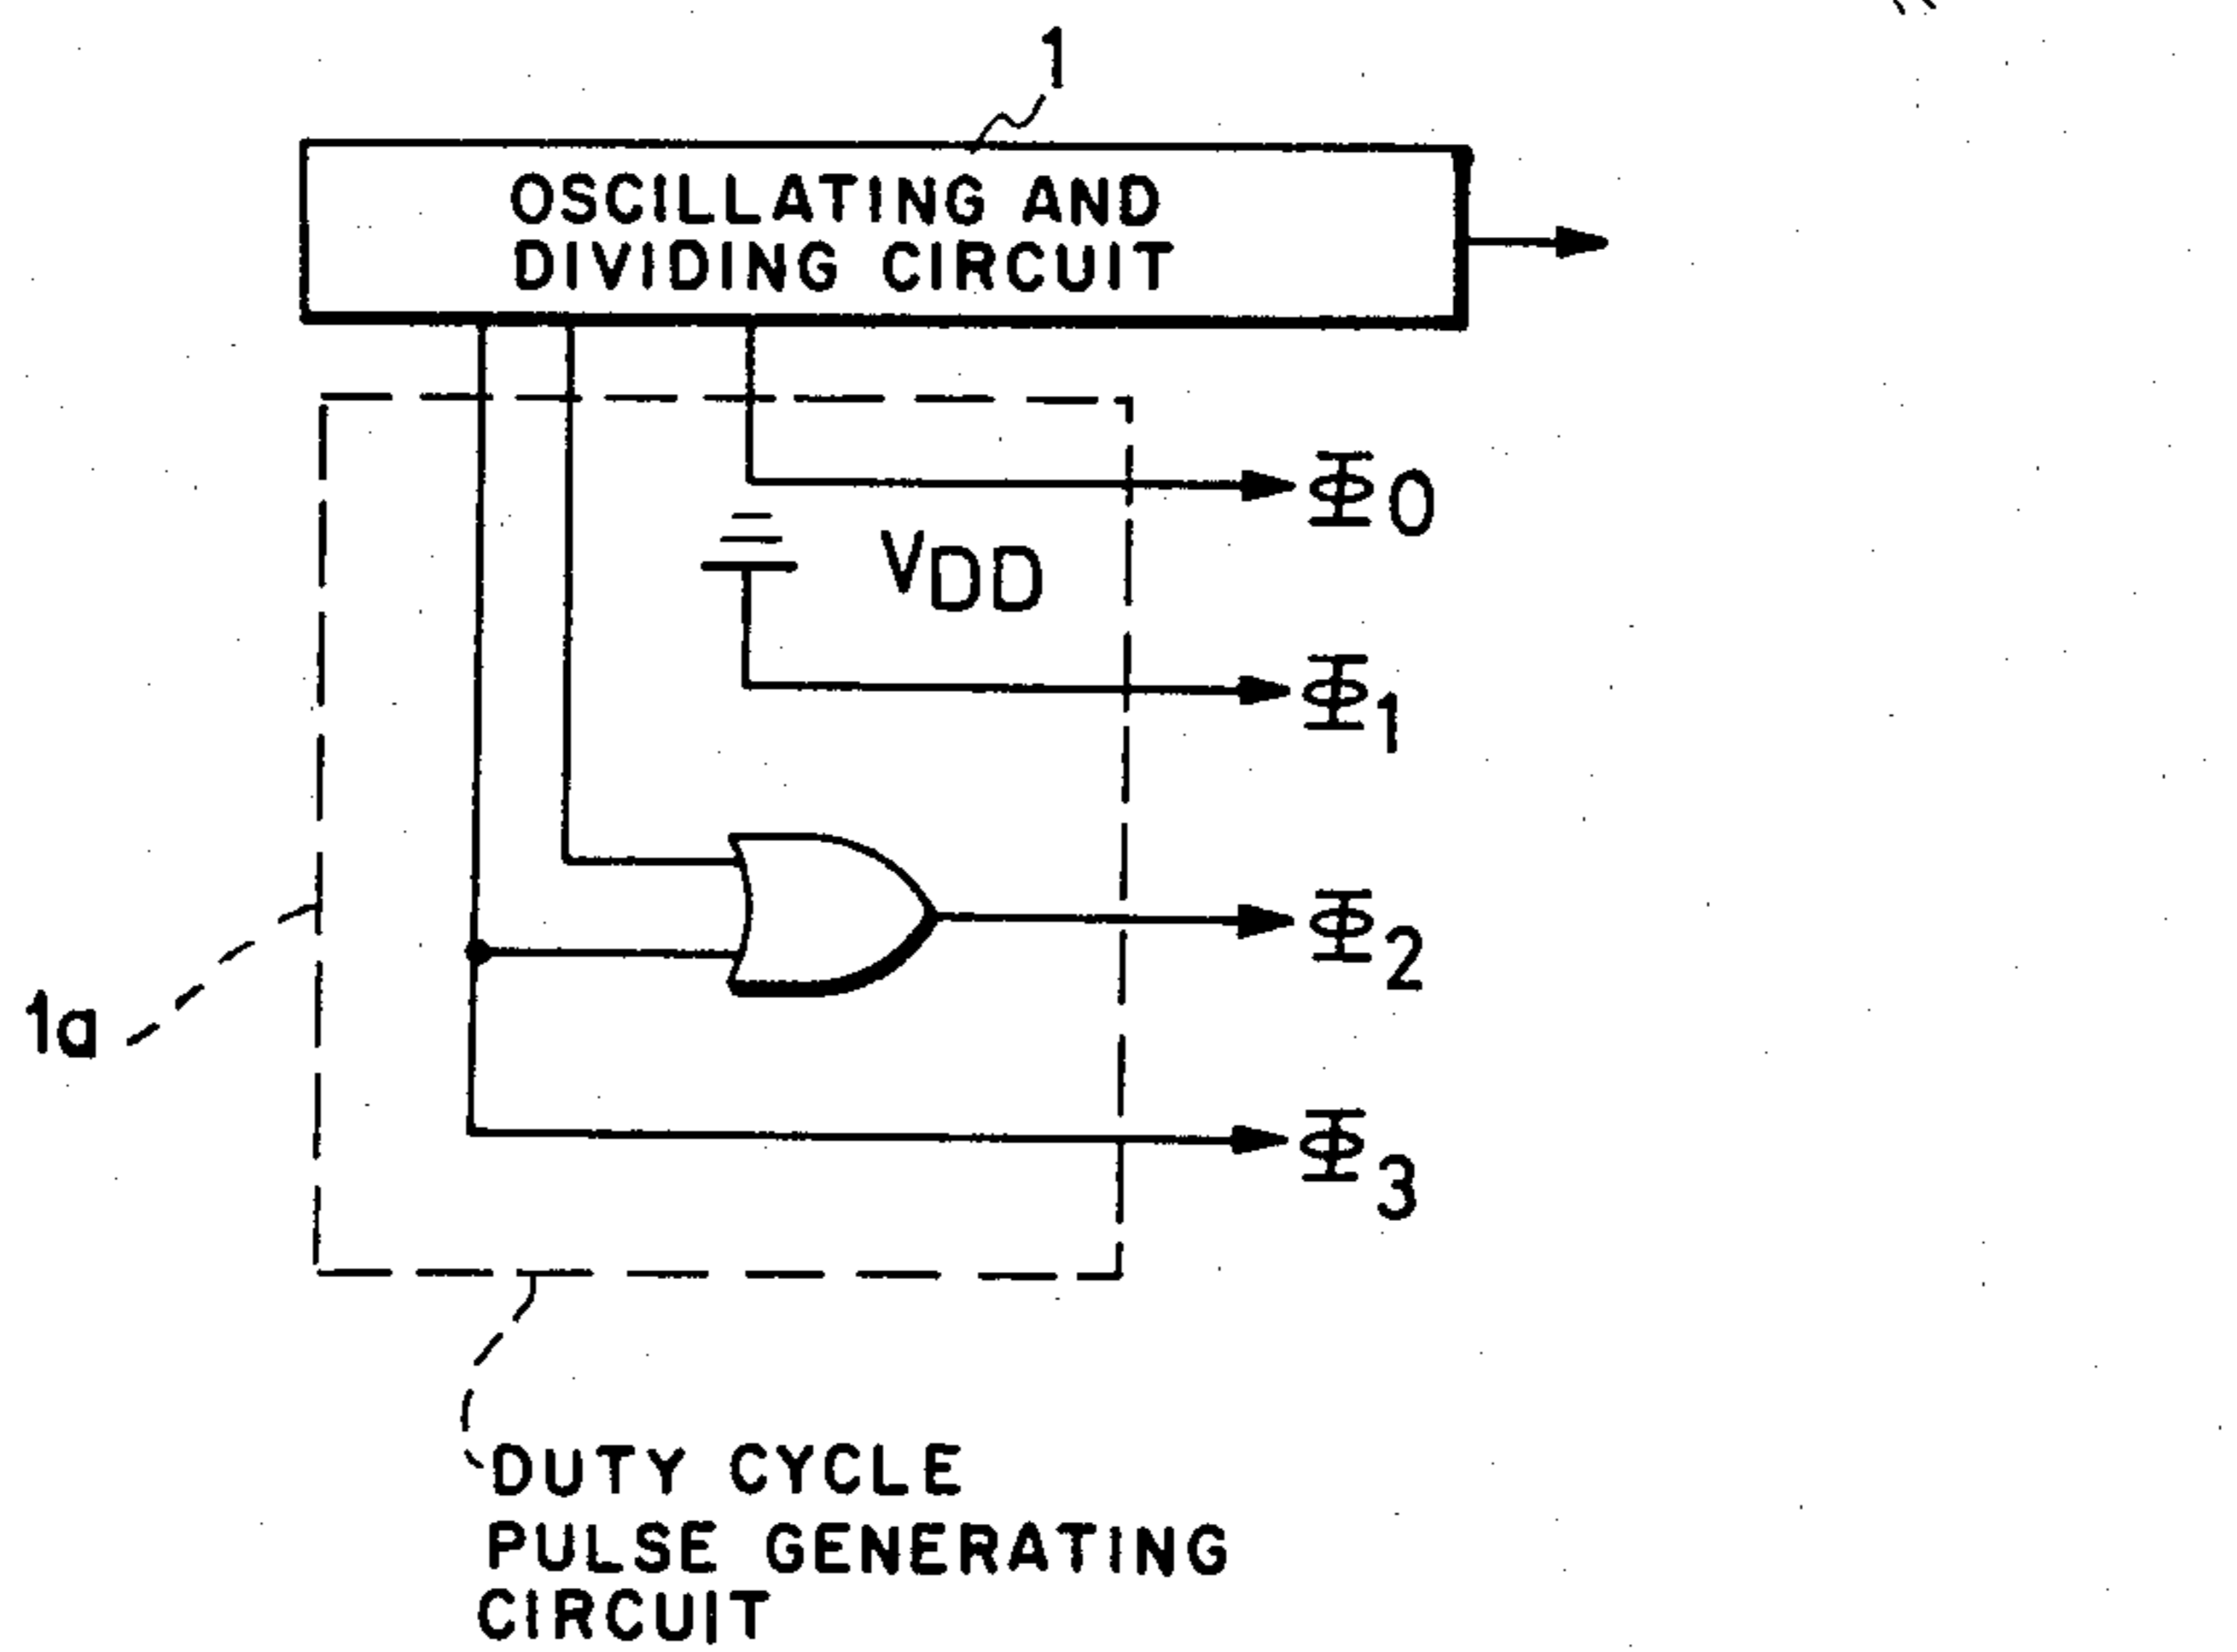 1
OSCILLATING AND
DIVIDING CIRCUIT
Φ0
VDD
Φ1
Φ2
1a
Φ3
DUTY CYCLE
PULSE GENERATING
CIRCUIT